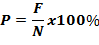 P = F/N x100%